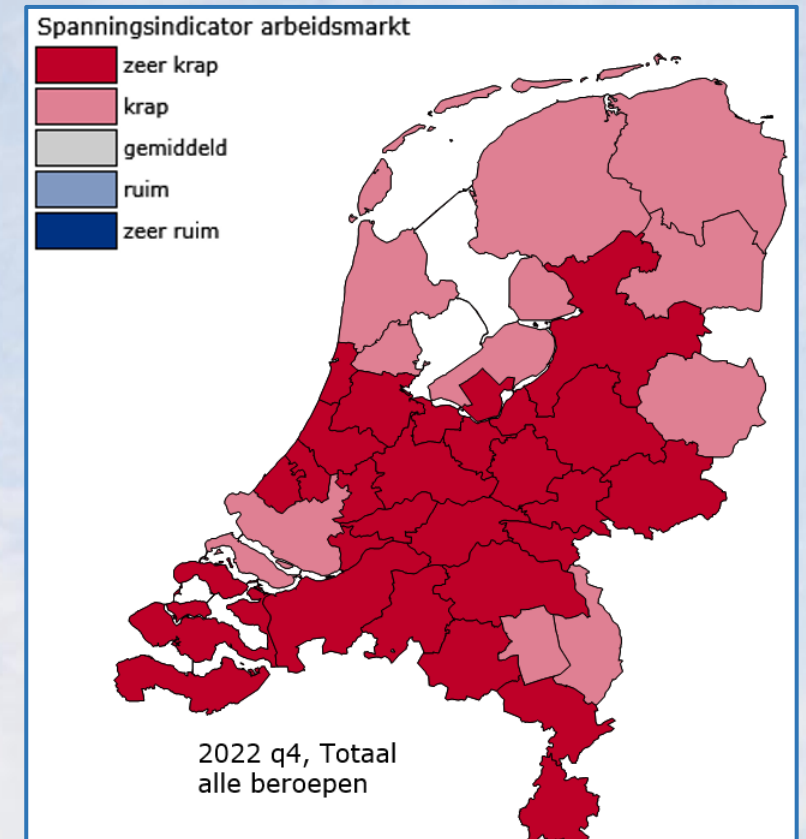 Spanningsindicator arbeidsmarkt
zeer krap
krap
gemiddeld
ruim
zeer ruim
2022 q4, Totaal
alle beroepen